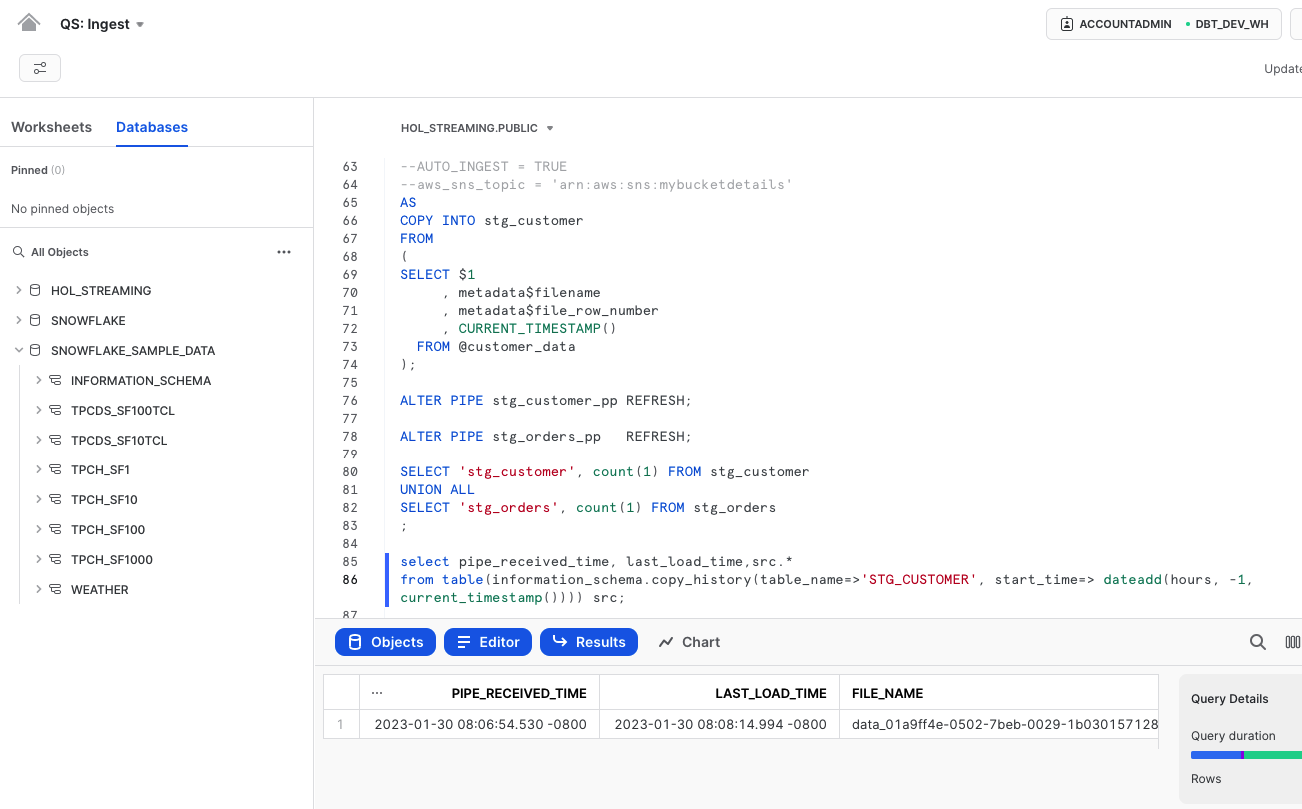 QS: Ingest
ACCOUNTADMIN DBT_DEV_WH
Update
Worksheets Databases
Pinned (0)
No pinned objects
All Objects
HOL_STREAMING
SNOWFLAKE
SNOWFLAKE_SAMPLE_DATA
INFORMATION_SCHEMA
TPCDS_SF100TCL
TPCDS_SF10TCL
TPCH_SF1
TPCH_SF10
TPCH_SF100
TPCH_SF1000
WEATHER
HOL_STREAMING.PUBLIC
63 --AUTO_INGEST = TRUE
64 --aws_sns_topic = 'arn:aws:sns:mybucketdetails'
65 AS
66 COPY INTO stg_customer
67 FROM
68 (
69 SELECT $1
70 , metadata$filename
71 , metadata$file_row_number
72 , CURRENT_TIMESTAMP()
73 FROM @customer_data
74 );
75
76 ALTER PIPE stg_customer_pp REFRESH;
77
78 ALTER PIPE stg_orders_pp REFRESH;
79
80 SELECT 'stg_customer', count(1) FROM stg_customer
81 UNION ALL
82 SELECT 'stg_orders', count(1) FROM stg_orders
83 ;
84
85 select pipe_received_time, last_load_time,src.*
86 from table(information_schema.copy_history(table_name=>'STG_CUSTOMER', start_time=> dateadd(hours, -1,
current_timestamp()))) src;
87
Objects Editor Results Chart
... PIPE_RECEIVED_TIME LAST_LOAD_TIME FILE_NAME
1 2023-01-30 08:06:54.530 -0800 2023-01-30 08:08:14.994 -0800 data_01a9ff4e-0502-7beb-0029-1b030157128
Query Details
Query duration
Rows